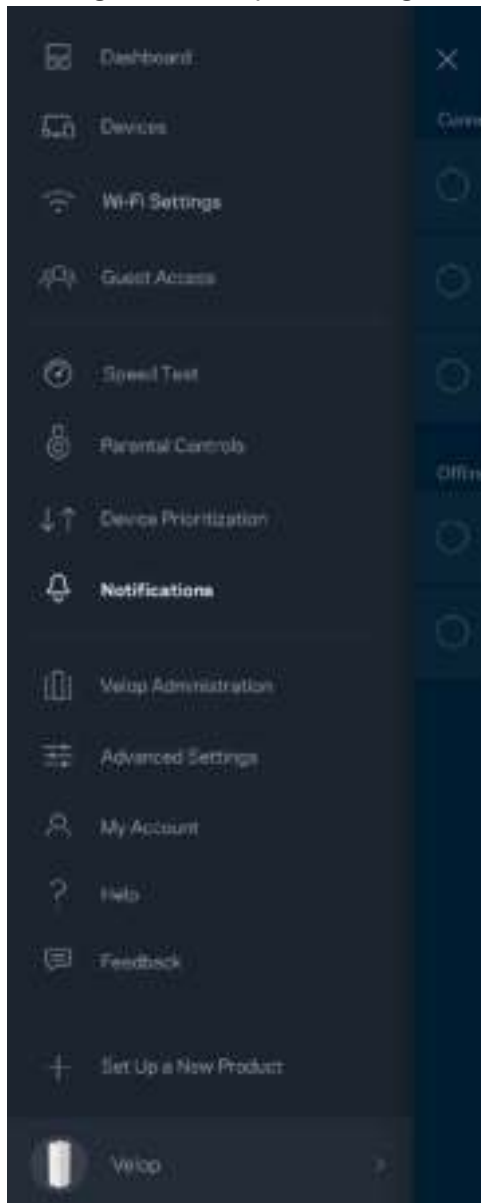 Dashboard
Devices
Wi-Fi Settings
Guest Access
Speed Test
Parental Controls
Device Prioritization
Notifications
Velop Administration
Advanced Settings
My Account
Help
Feedback
Set Up a New Product
Velop